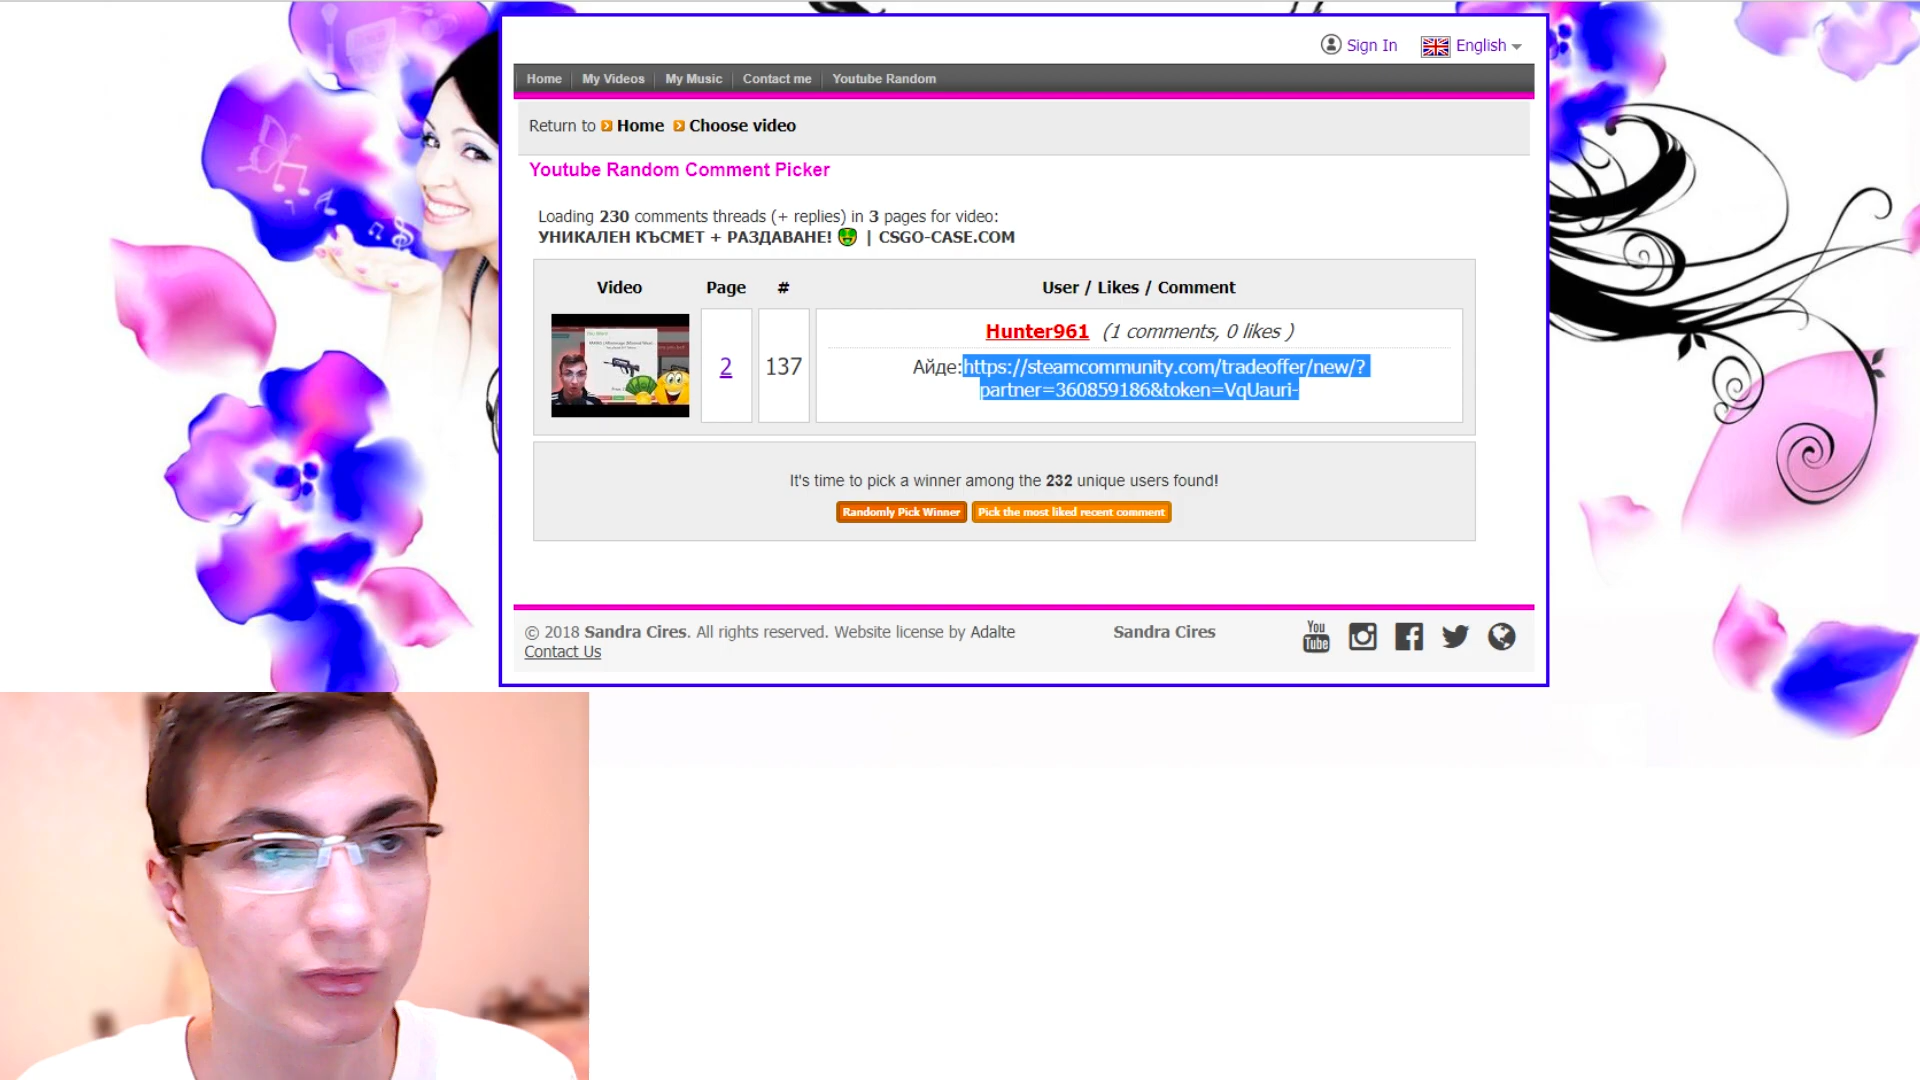 Sign In English
Home My Videos My Music Contact me Youtube Random
Return to Home Choose video
Youtube Random Comment Picker
Loading 230 comments threads (+ replies) in 3 pages for video:
УНИКАЛЕН КЪСМЕТ + РАЗДАВАНЕ! 🤑 | CSGO-CASE.COM
Video Page # User / Likes / Comment
Hunter961 (1 comments, 0 likes )
2 137 Айде:https://steamcommunity.com/tradeoffer/new/?
partner=360859186&token=VqUauri-
It's time to pick a winner among the 232 unique users found!
Randomly Pick Winner Pick the most liked recent comment
© 2018 Sandra Cires. All rights reserved. Website license by Adalte Sandra Cires You Tube
Contact Us